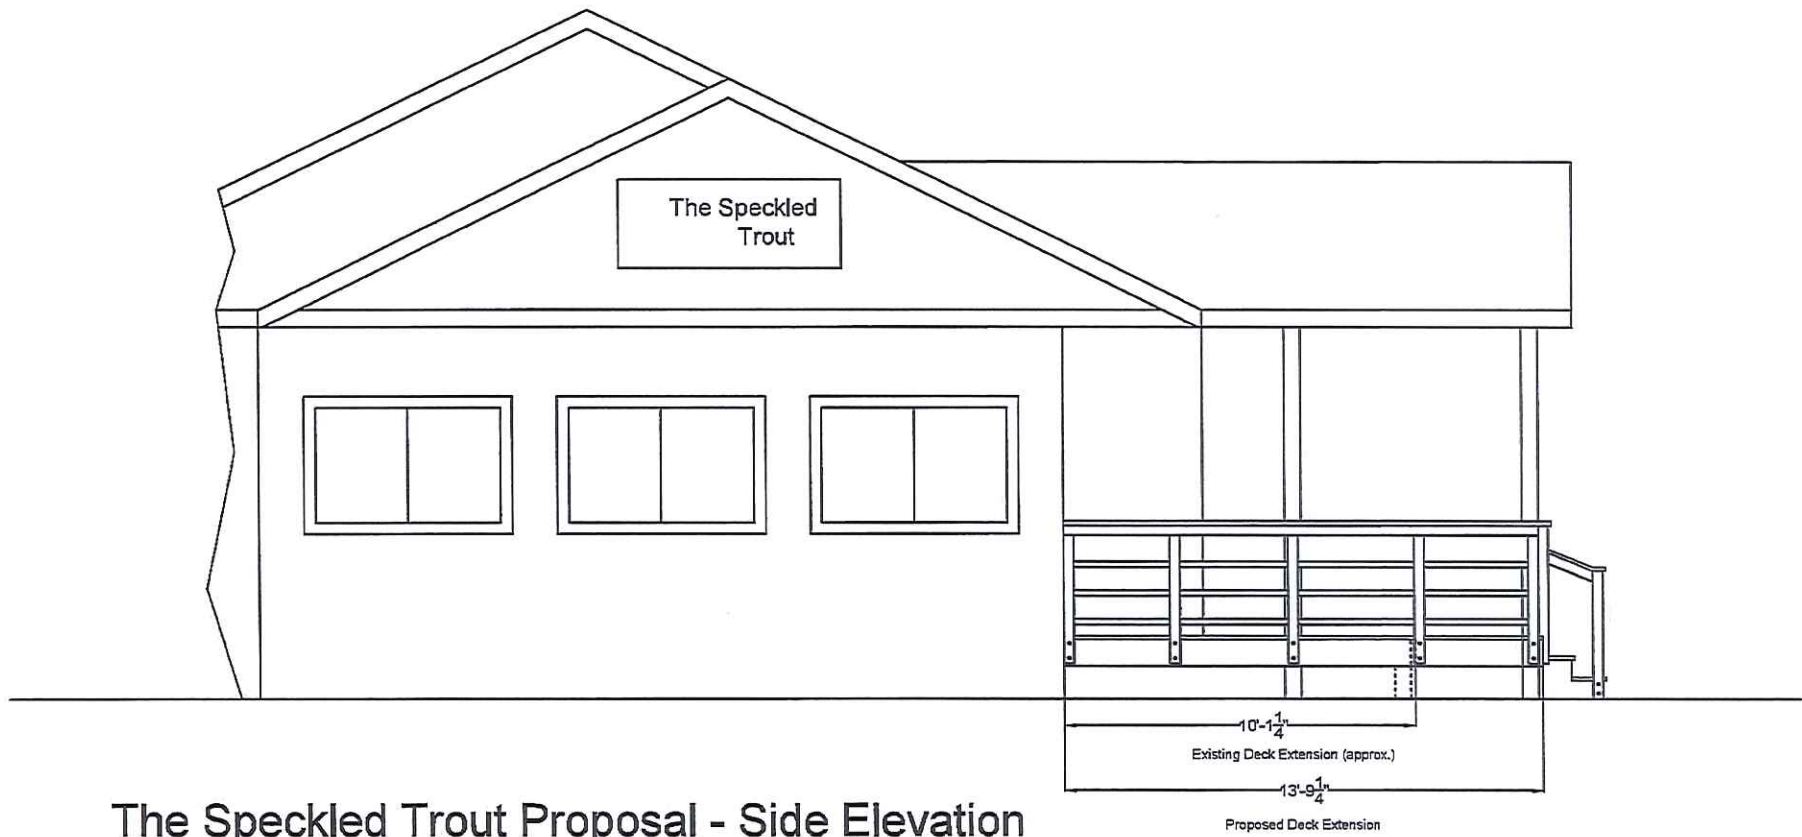 The Speckled
Trout
10'-1 1/4"
Existing Deck Extension (approx.)
13'-9 1/4"
Proposed Deck Extension
The Speckled Trout Proposal - Side Elevation